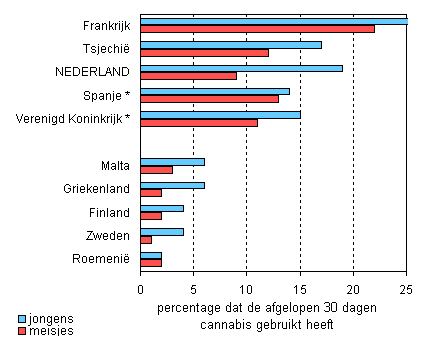 Frankrijk
Tsjechië
NEDERLAND
Spanje *
Verenigd Koninkrijk *
Malta
Griekenland
Finland
Zweden
Roemenië
0 5 10 15 20 25
percentage dat de afgelopen 30 dagen
cannabis gebruikt heeft
jongens
meisjes